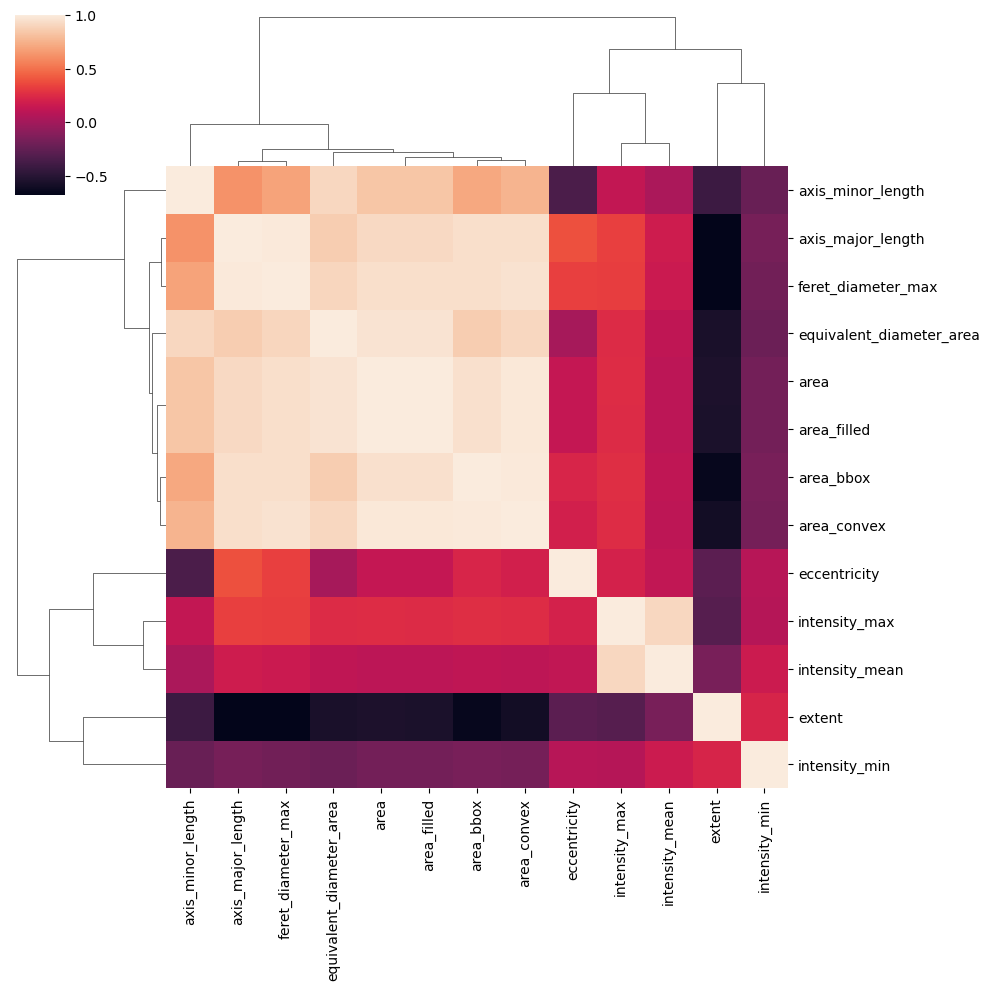 1.0
0.5
0.0
−0.5
axis_minor_length
axis_major_length
feret_diameter_max
equivalent_diameter_area
area
area_filled
area_bbox
area_convex
eccentricity
intensity_max
intensity_mean
extent
intensity_min
axis_minor_length
axis_major_length
feret_diameter_max
equivalent_diameter_area
area
area_filled
area_bbox
area_convex
eccentricity
intensity_max
intensity_mean
extent
intensity_min